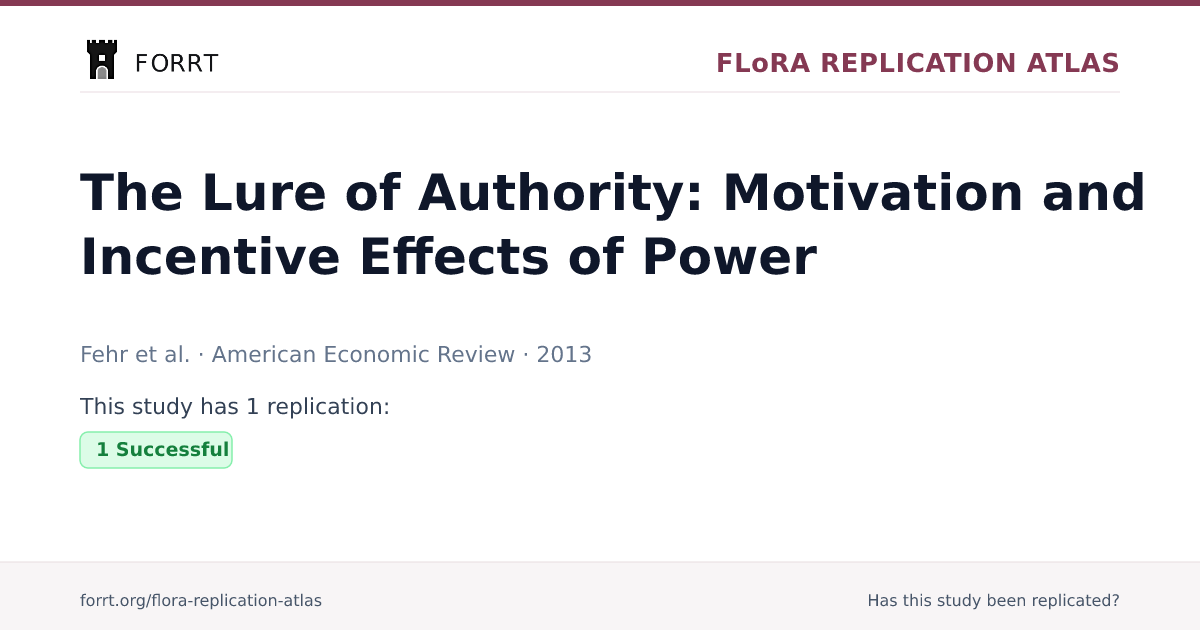 FORRT
FLoRA REPLICATION ATLAS
The Lure of Authority: Motivation and
Incentive Effects of Power
Fehr et al. · American Economic Review · 2013
This study has 1 replication:
1 Successful
forrt.org/flora-replication-atlas
Has this study been replicated?